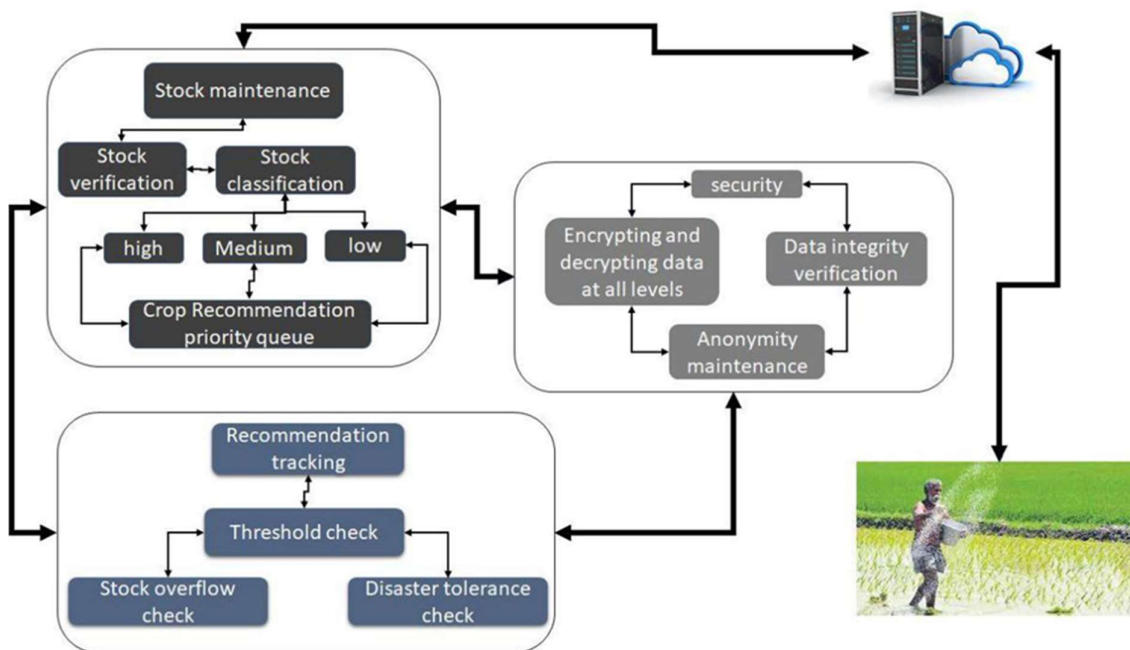 Stock maintenance
Stock
verification
Stock
classification
high
Medium
low
Crop Recommendation
priority queue
security
Encrypting and
decrypting data
at all levels
Data integrity
verification
Anonymity
maintenance
Recommendation
tracking
Threshold check
Stock overflow
check
Disaster tolerance
check